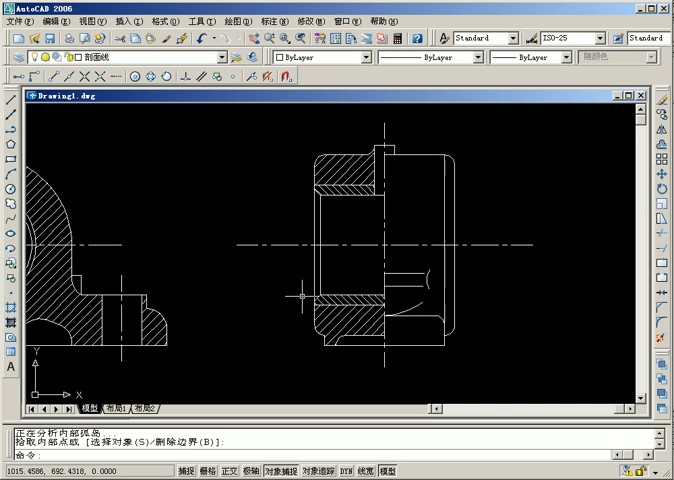 AutoCAD 2006
文件(F) 编辑(E) 视图(V) 插入(I) 格式(O) 工具(T) 绘图(D) 标注(N) 修改(M) 窗口(W) 帮助(H)
Standard ISO-25 Standard
剖面线 ByLayer ByLayer ByLayer 随颜色
Drawing1.dwg
Y
X
模型 布局1 布局2
正在分析内部孤岛...
拾取内部点或 [选择对象(S)/删除边界(B)]:
命令:
1015.4586, 692.4318, 0.0000 捕捉 栅格 正交 极轴 对象捕捉 对象追踪 DYN 线宽 模型